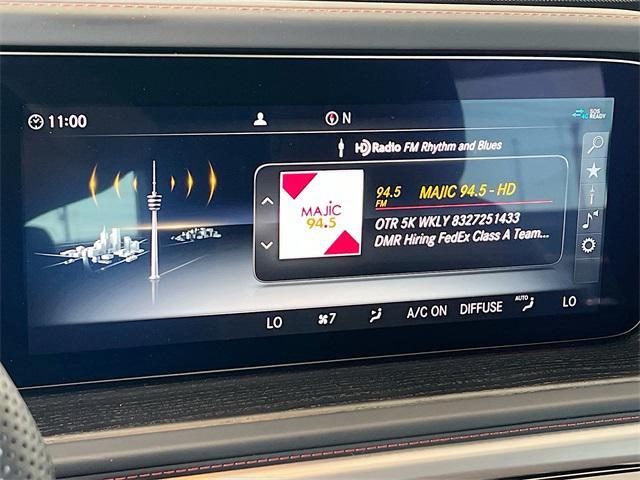 11:00
N
4G
SOS
READY
HD Radio FM Rhythm and Blues
MAJIC
94.5
94.5
FM
MAJIC 94.5 - HD
OTR 5K WKLY 8327251433
DMR Hiring FedEx Class A Team...
LO
7
A/C ON
DIFFUSE
AUTO
LO